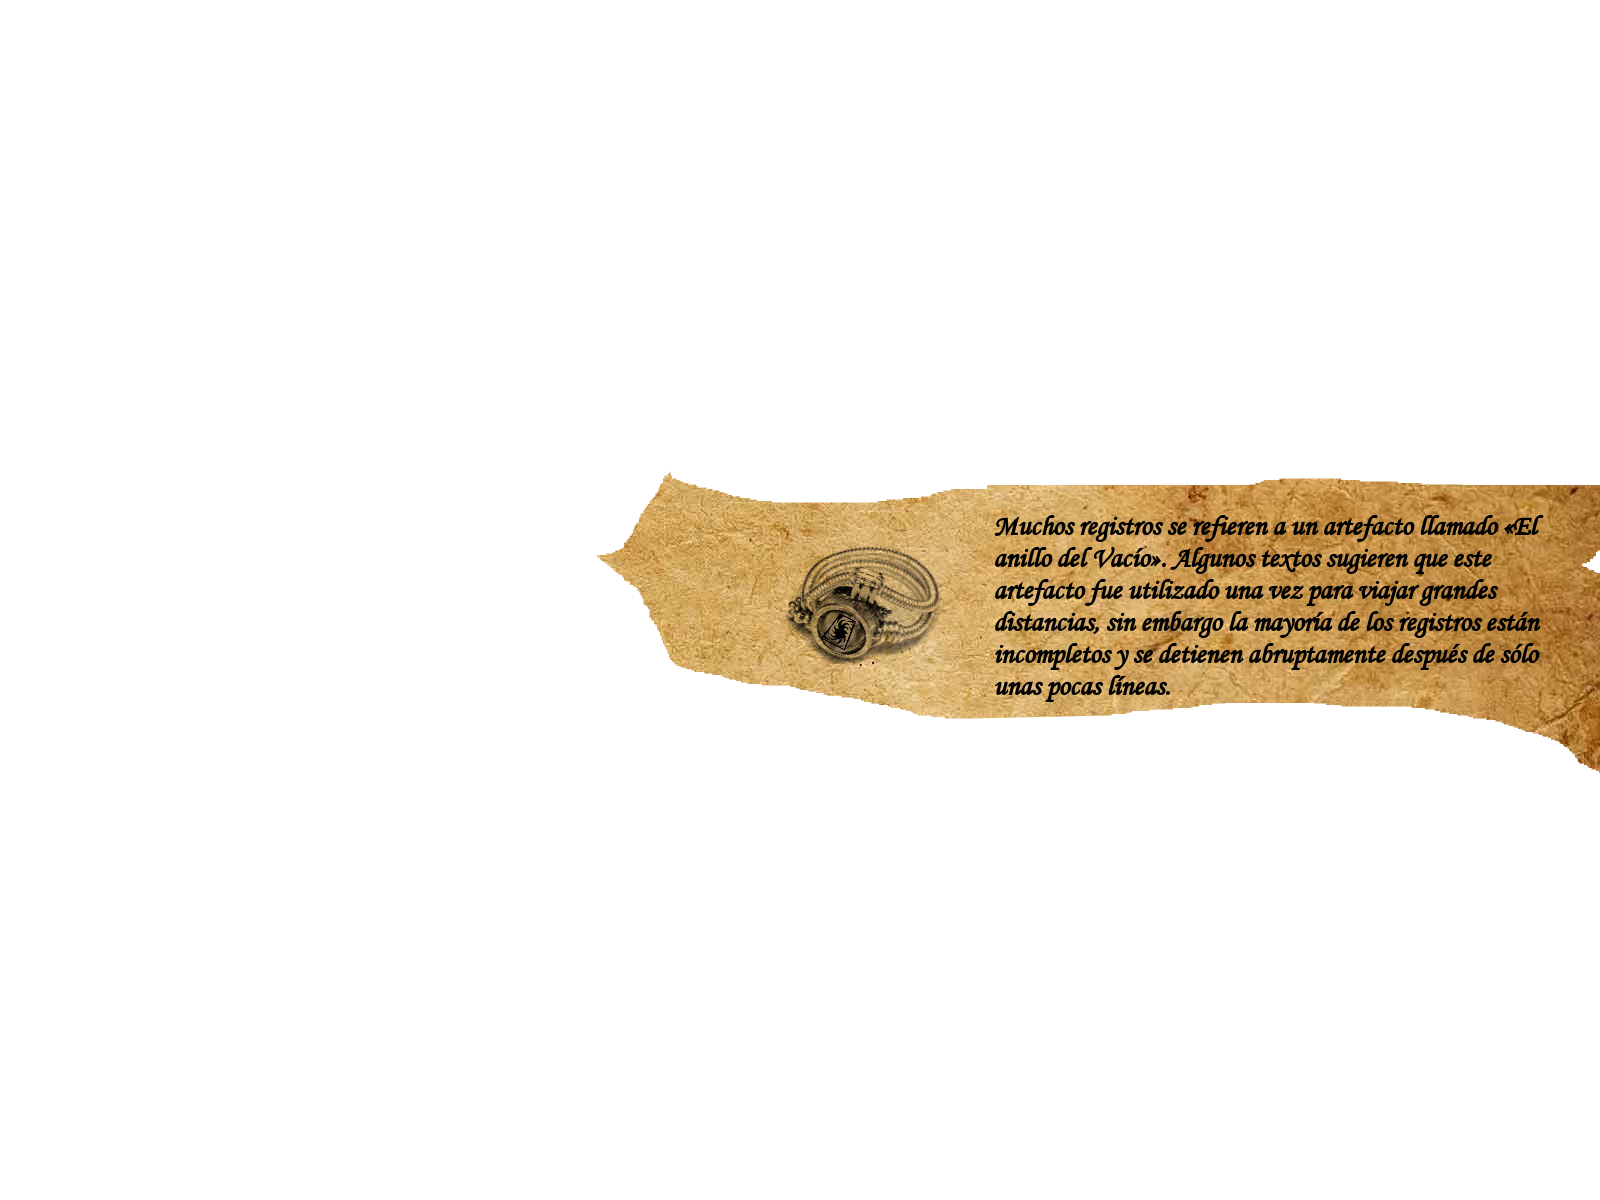 Muchos registros se refieren a un artefacto llamado «El
anillo del Vacío». Algunos textos sugieren que este
artefacto fue utilizado una vez para viajar grandes
distancias, sin embargo la mayoría de los registros están
incompletos y se detienen abruptamente después de sólo
unas pocas líneas.